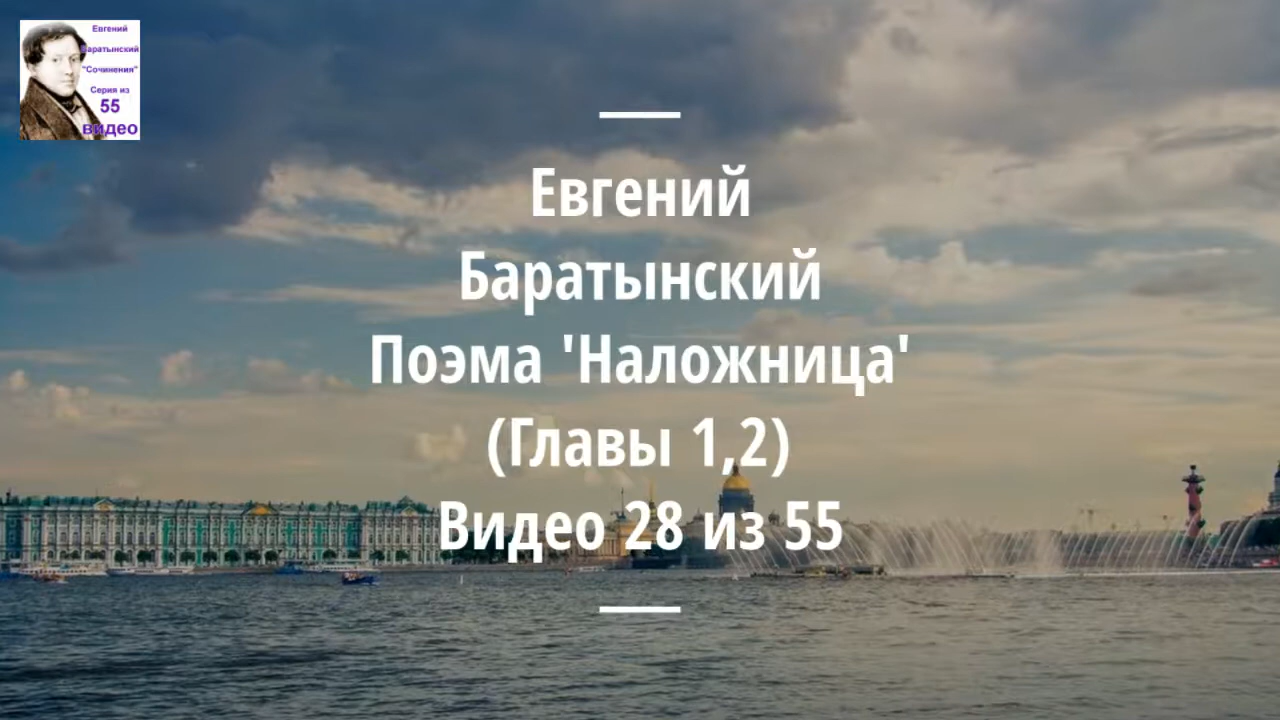 Евгений
Баратынский
"Сочинения"
Серия из
55
видео
Евгений
Баратынский
Поэма 'Наложница'
(Главы 1,2)
Видео 28 из 55